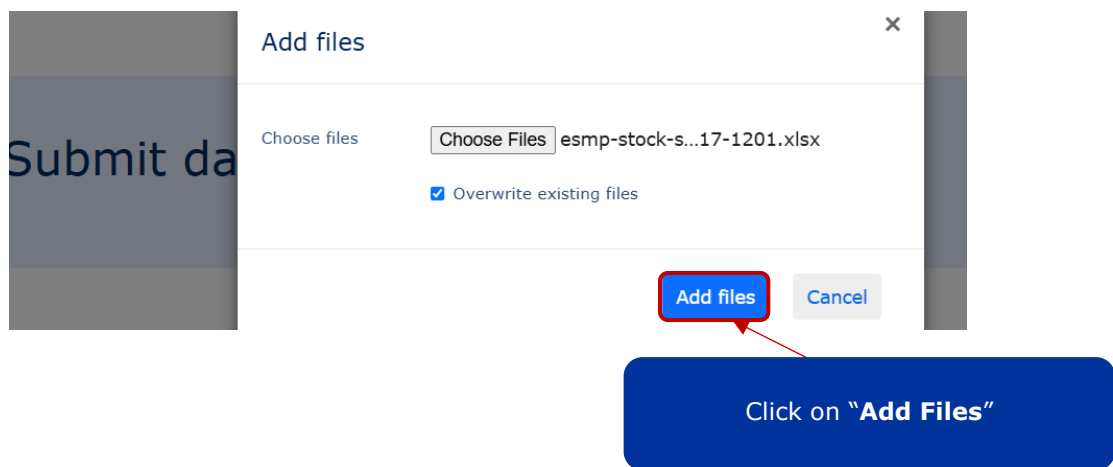 Add files
×
Submit da
Choose files
Choose Files esmp-stock-s...17-1201.xlsx
Overwrite existing files
Add files
Cancel
Click on “Add Files”